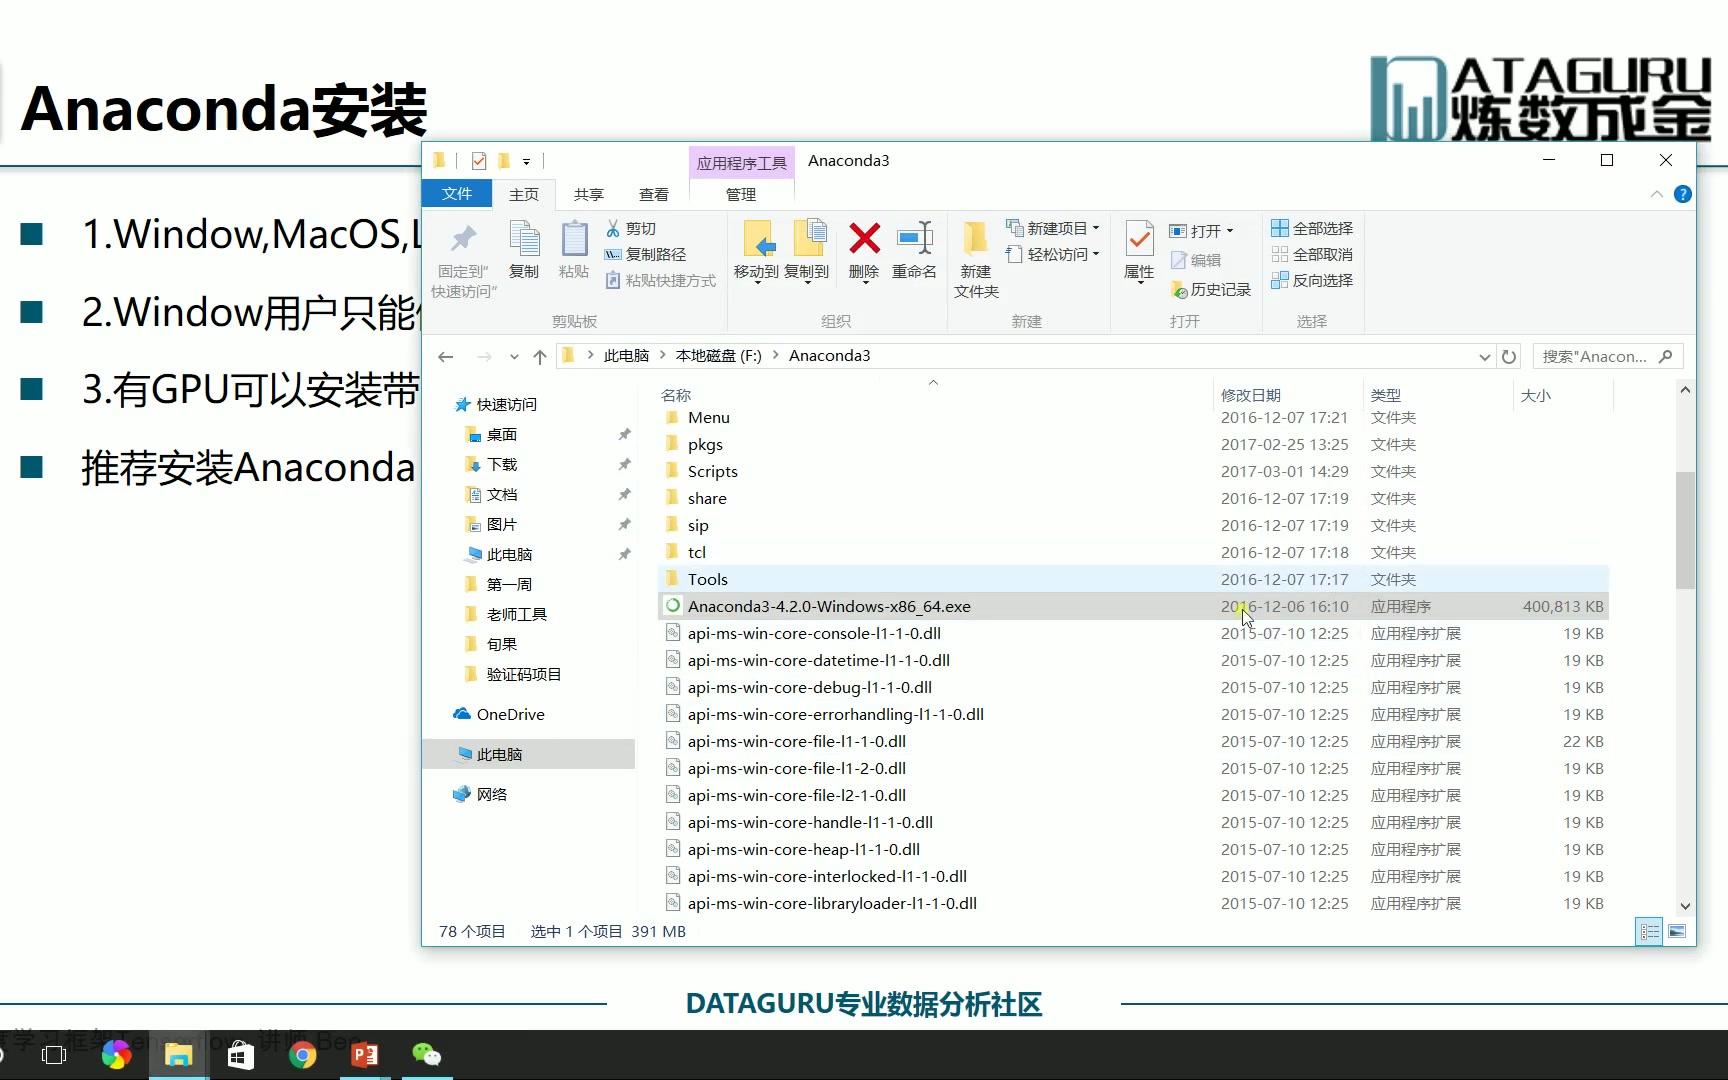 Anaconda安装
DATAGURU
炼数成金
1.Window,MacOS,L
2.Window用户只能
3.有GPU可以安装带
推荐安装Anaconda
应用程序工具 Anaconda3
文件 主页 共享 查看 管理
固定到"快速访问"
复制
粘贴
剪切
复制路径
粘贴快捷方式
剪贴板
移动到
复制到
删除
重命名
组织
新建文件夹
新建项目
轻松访问
新建
属性
打开
编辑
历史记录
打开
全部选择
全部取消
反向选择
选择
此电脑 本地磁盘 (F:) Anaconda3
搜索"Anacon...
快速访问
桌面
下载
文档
图片
此电脑
第一周
老师工具
旬果
验证码项目
OneDrive
此电脑
网络
名称 修改日期 类型 大小
Menu 2016-12-07 17:21 文件夹
pkgs 2017-02-25 13:25 文件夹
Scripts 2017-03-01 14:29 文件夹
share 2016-12-07 17:19 文件夹
sip 2016-12-07 17:19 文件夹
tcl 2016-12-07 17:18 文件夹
Tools 2016-12-07 17:17 文件夹
Anaconda3-4.2.0-Windows-x86_64.exe 2016-12-06 16:10 应用程序 400,813 KB
api-ms-win-core-console-l1-1-0.dll 2015-07-10 12:25 应用程序扩展 19 KB
api-ms-win-core-datetime-l1-1-0.dll 2015-07-10 12:25 应用程序扩展 19 KB
api-ms-win-core-debug-l1-1-0.dll 2015-07-10 12:25 应用程序扩展 19 KB
api-ms-win-core-errorhandling-l1-1-0.dll 2015-07-10 12:25 应用程序扩展 19 KB
api-ms-win-core-file-l1-1-0.dll 2015-07-10 12:25 应用程序扩展 22 KB
api-ms-win-core-file-l1-2-0.dll 2015-07-10 12:25 应用程序扩展 19 KB
api-ms-win-core-file-l2-1-0.dll 2015-07-10 12:25 应用程序扩展 19 KB
api-ms-win-core-handle-l1-1-0.dll 2015-07-10 12:25 应用程序扩展 19 KB
api-ms-win-core-heap-l1-1-0.dll 2015-07-10 12:25 应用程序扩展 19 KB
api-ms-win-core-interlocked-l1-1-0.dll 2015-07-10 12:25 应用程序扩展 19 KB
api-ms-win-core-libraryloader-l1-1-0.dll 2015-07-10 12:25 应用程序扩展 19 KB
78 个项目 选中 1 个项目 391 MB
DATAGURU专业数据分析社区